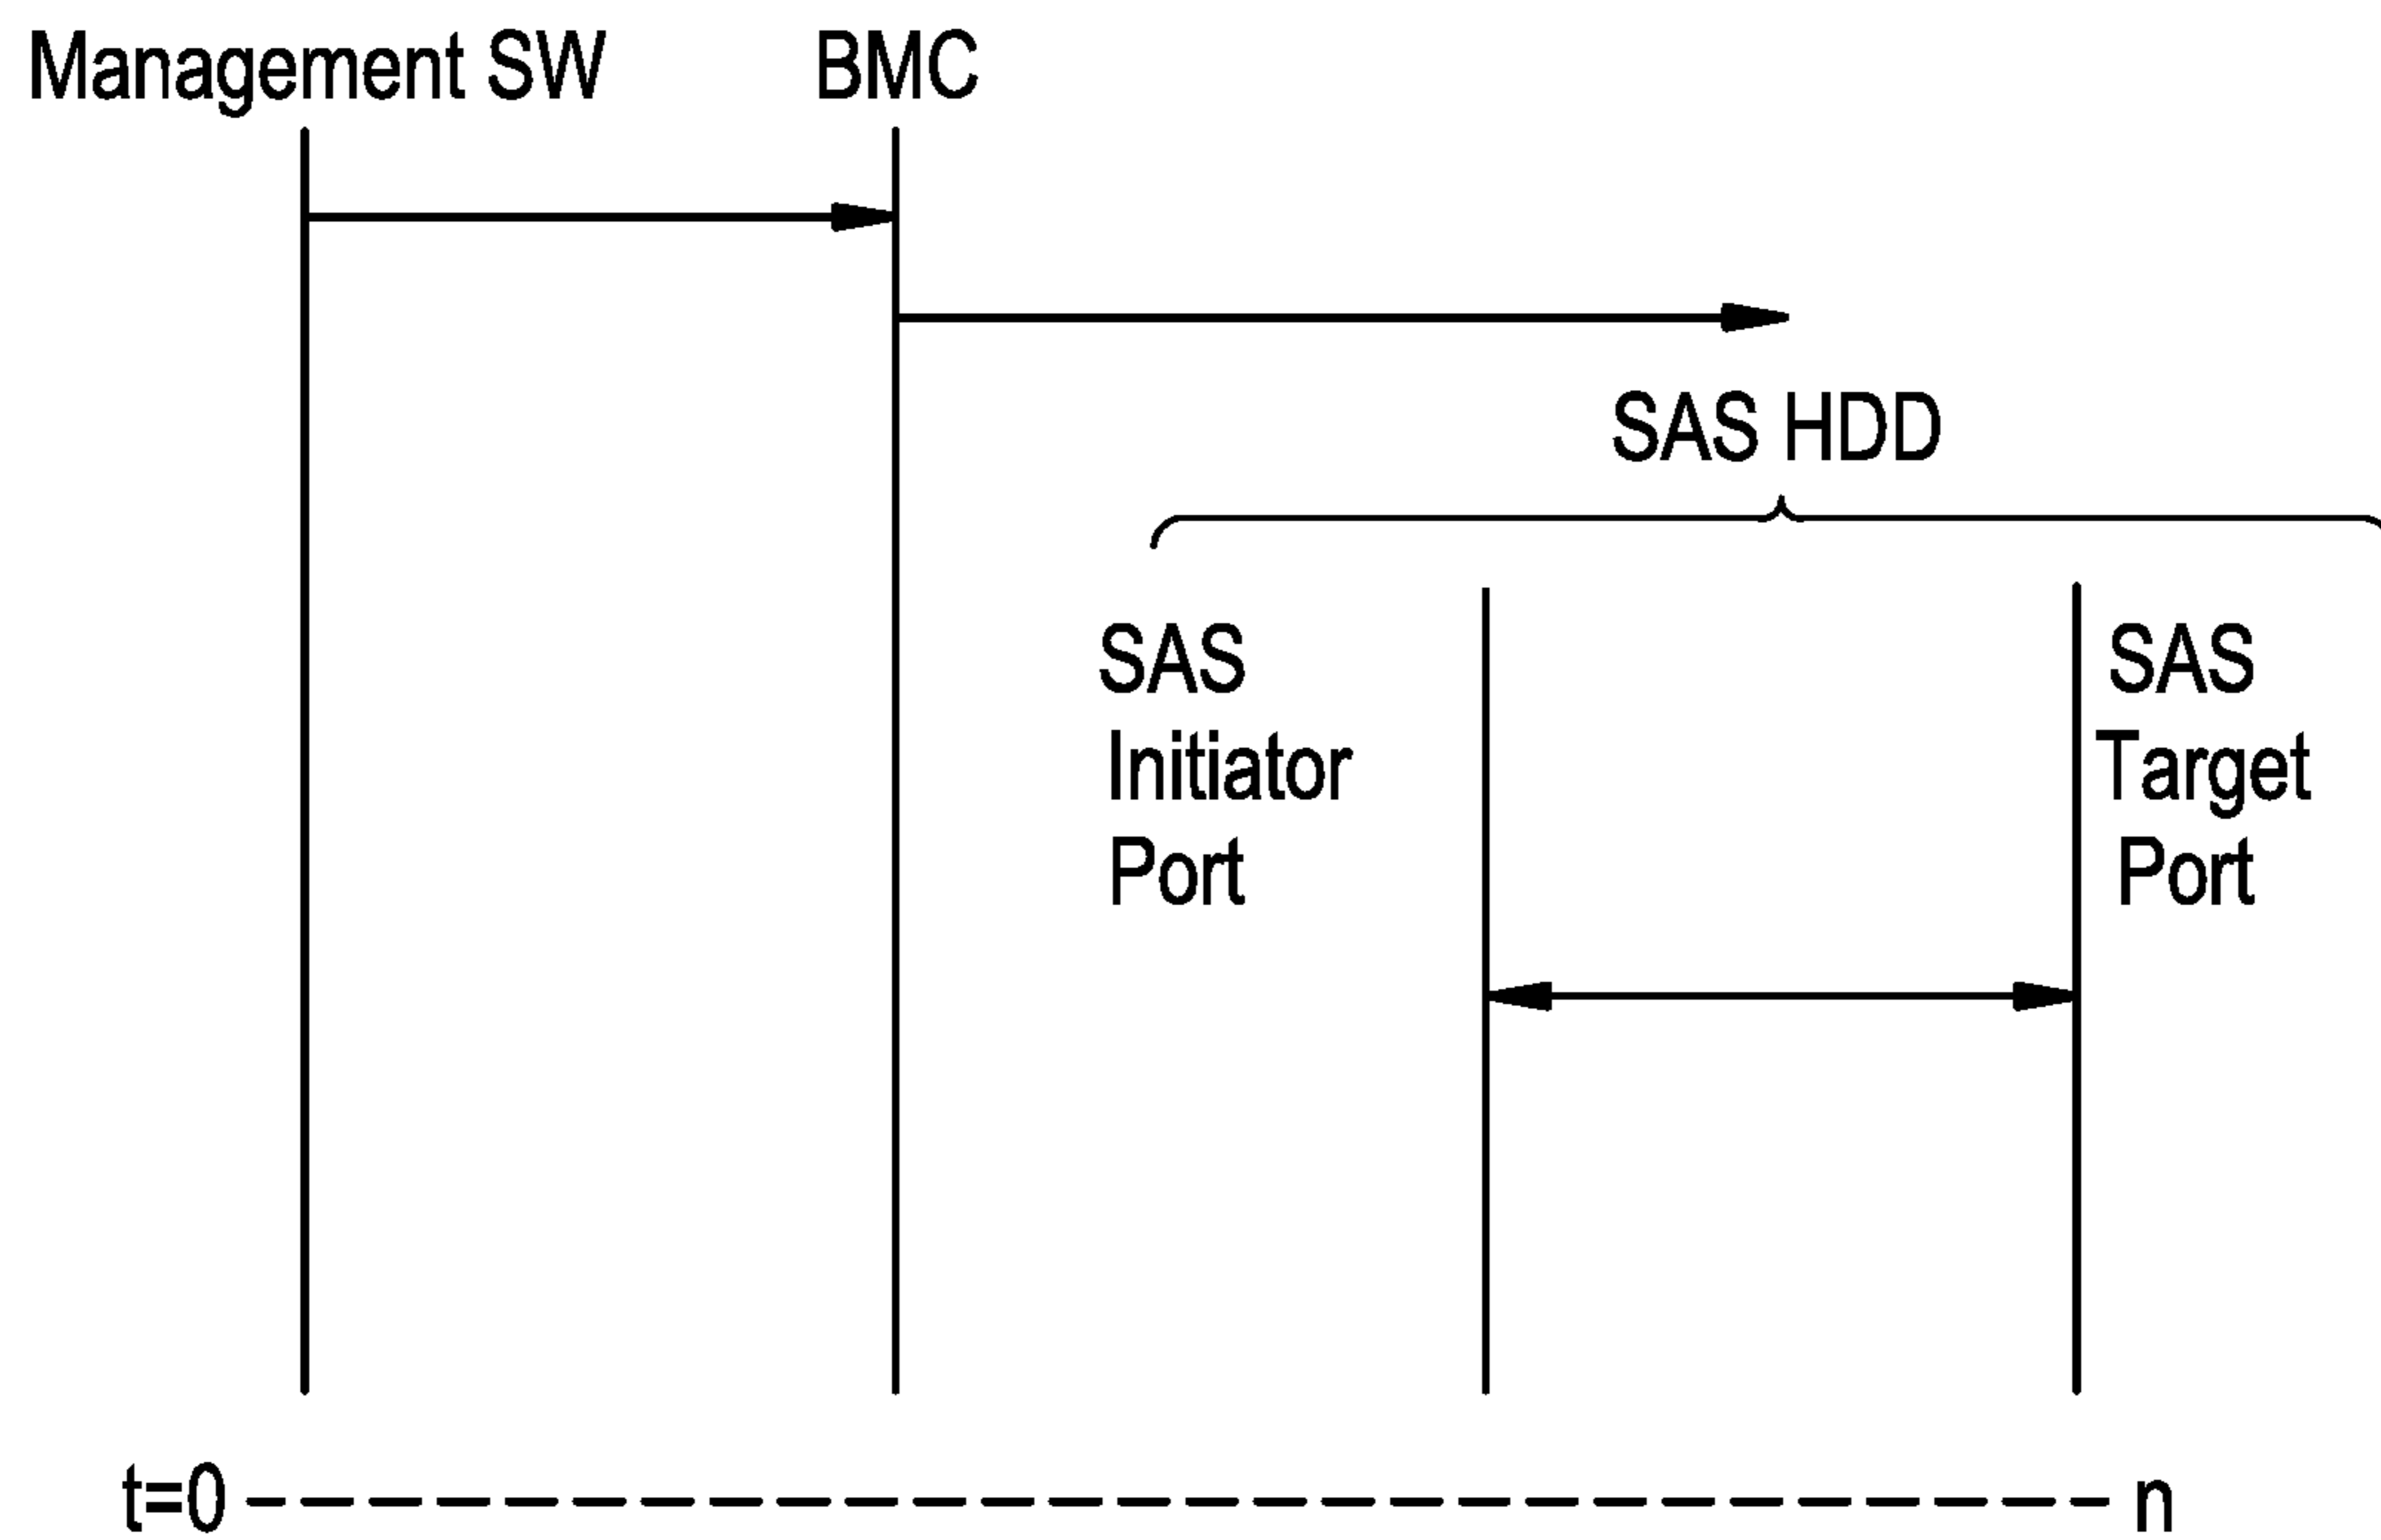 Management SW
BMC
SAS HDD
SAS
Initiator
Port
SAS
Target
Port
t=0
n